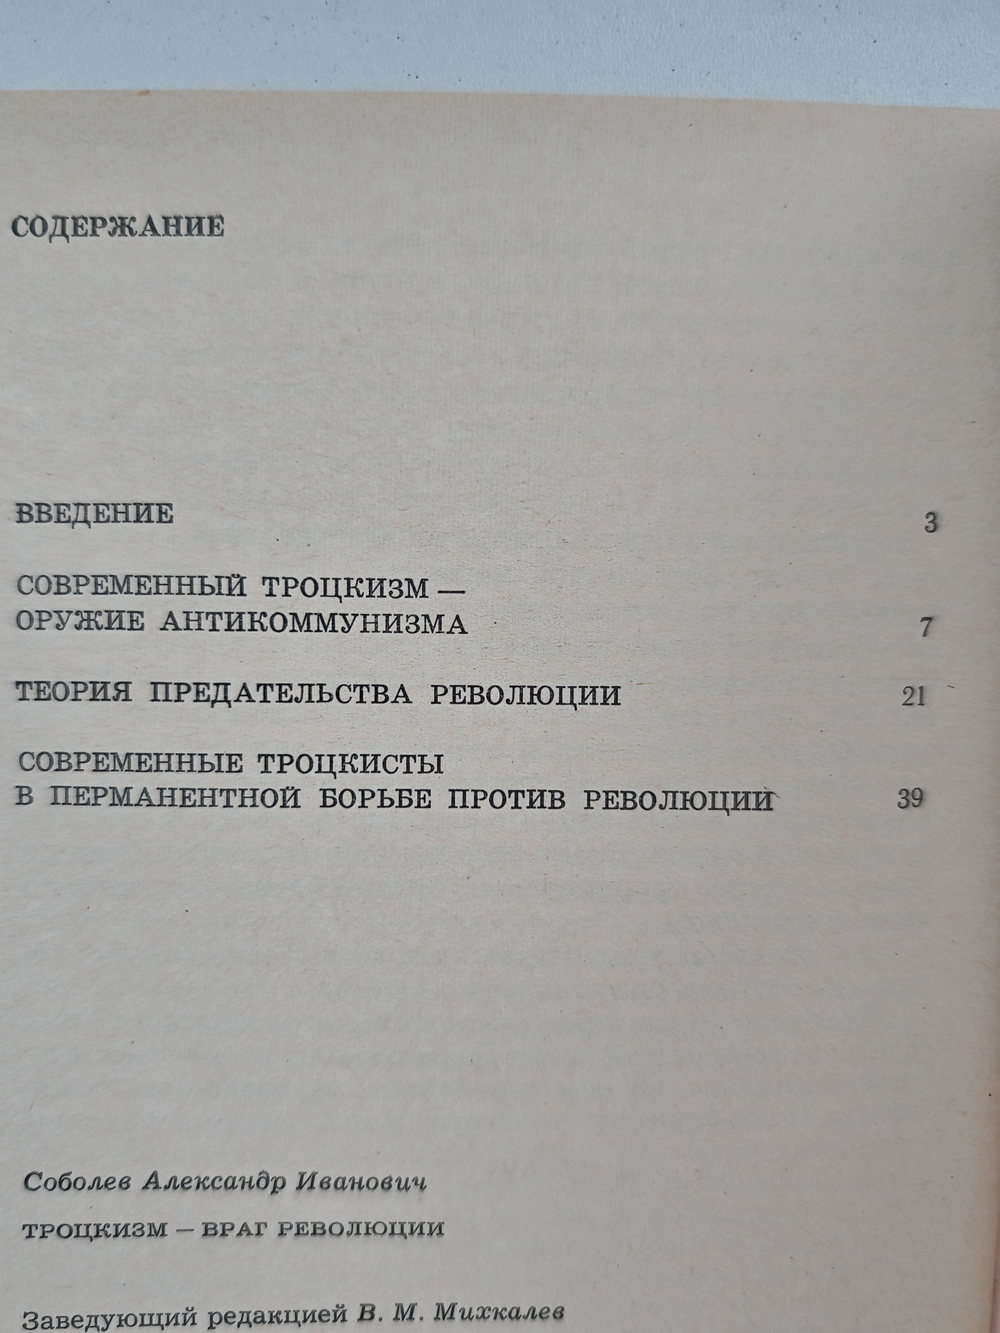 СОДЕРЖАНИЕ
ВВЕДЕНИЕ 3
СОВРЕМЕННЫЙ ТРОЦКИЗМ —
ОРУЖИЕ АНТИКОММУНИЗМА 7
ТЕОРИЯ ПРЕДАТЕЛЬСТВА РЕВОЛЮЦИИ 21
СОВРЕМЕННЫЕ ТРОЦКИСТЫ
В ПЕРМАНЕНТНОЙ БОРЬБЕ ПРОТИВ РЕВОЛЮЦИИ 39
Соболев Александр Иванович
ТРОЦКИЗМ — ВРАГ РЕВОЛЮЦИИ
Заведующий редакцией В. М. Михкалев